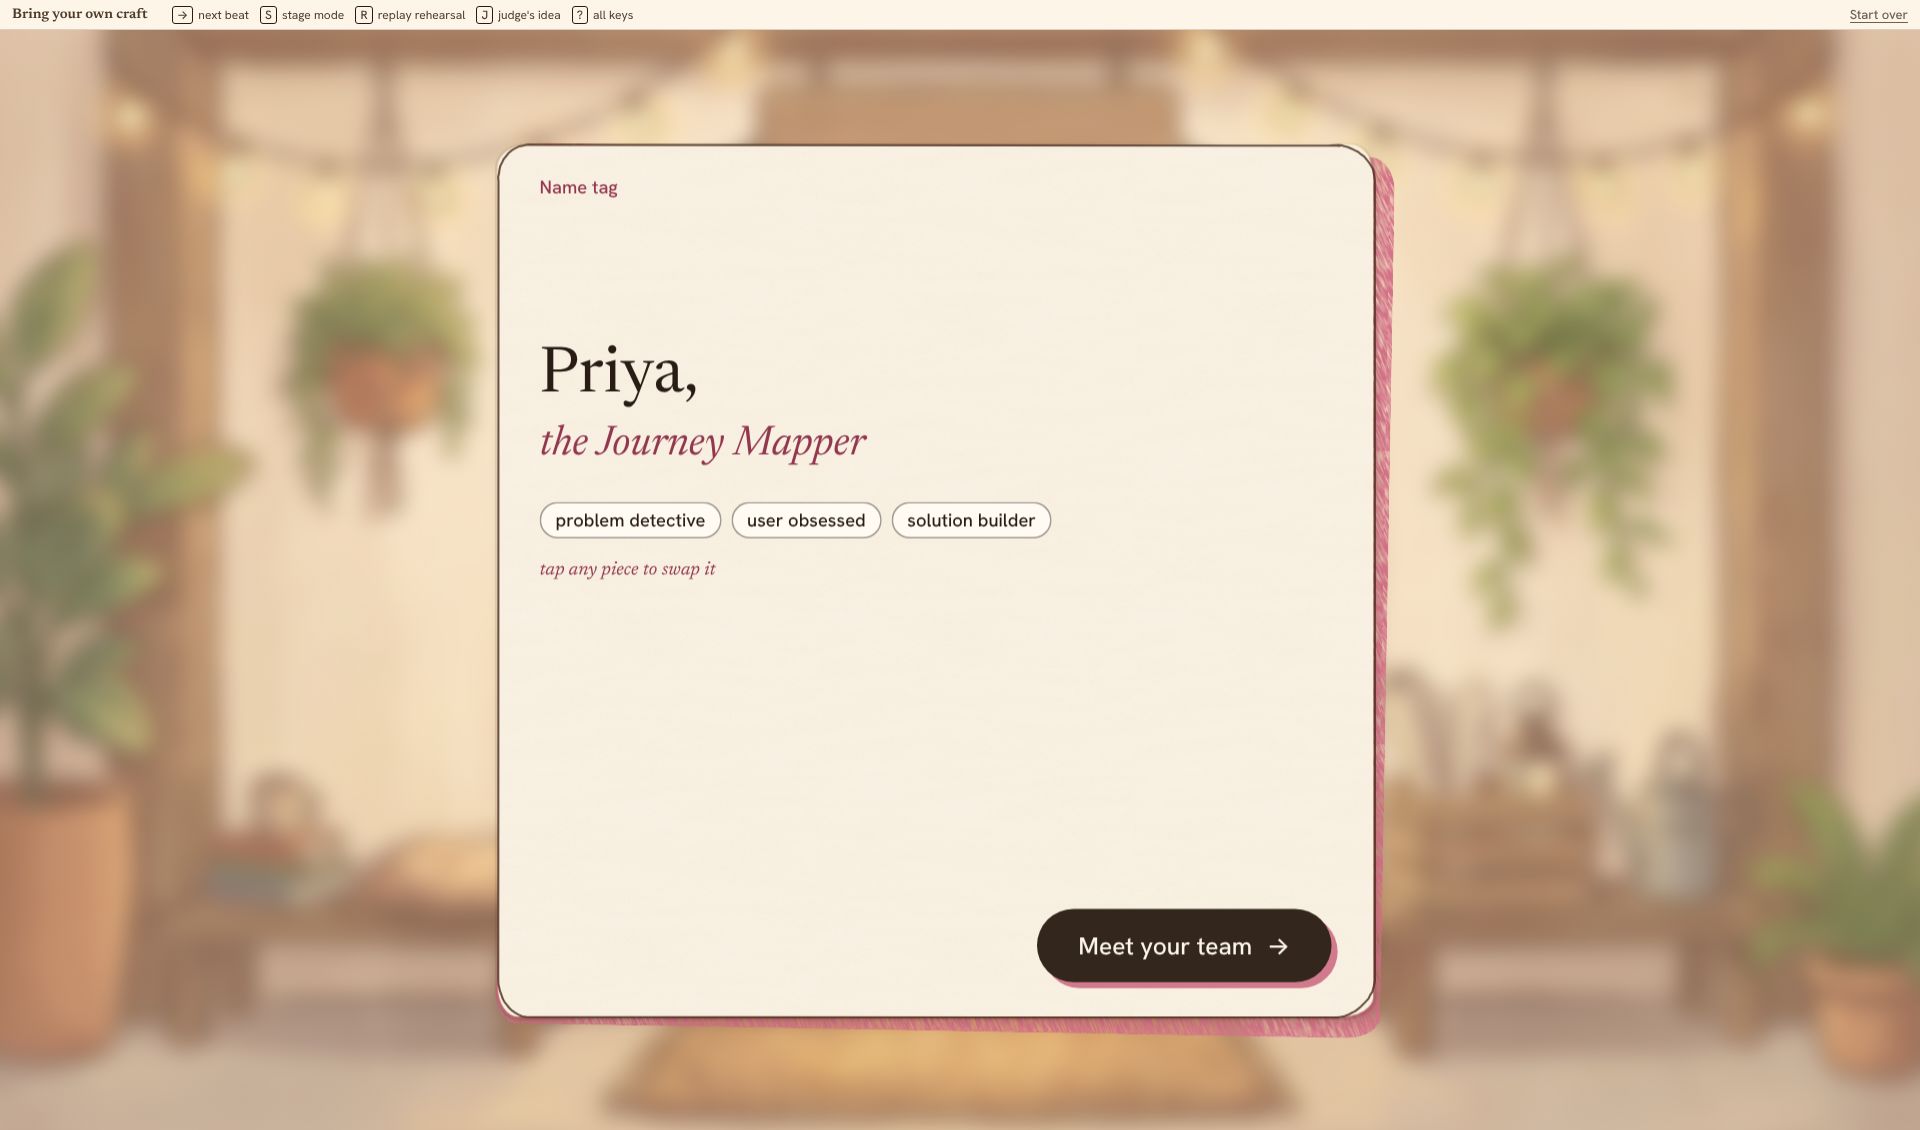 Bring your own craft → next beat S stage mode R replay rehearsal J judge's idea ? all keys Start over
Name tag
Priya,
the Journey Mapper
problem detective user obsessed solution builder
tap any piece to swap it
Meet your team →